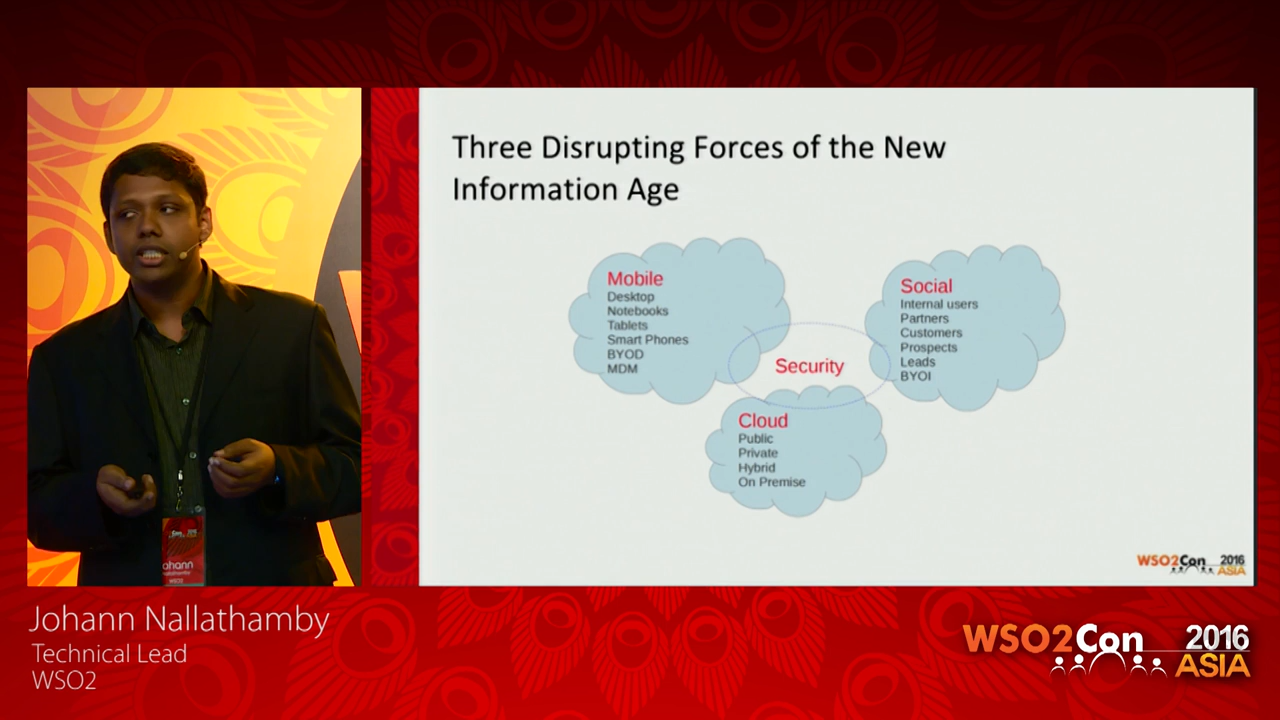 Three Disrupting Forces of the New
Information Age
Mobile
Desktop
Notebooks
Tablets
Smart Phones
BYOD
MDM
Social
Internal users
Partners
Customers
Prospects
Leads
BYOI
Security
Cloud
Public
Private
Hybrid
On Premise
WSO2Con 2016
ASIA
ahann
WSO2
Johann Nallathamby
Technical Lead
WSO2
WSO2Con 2016
ASIA